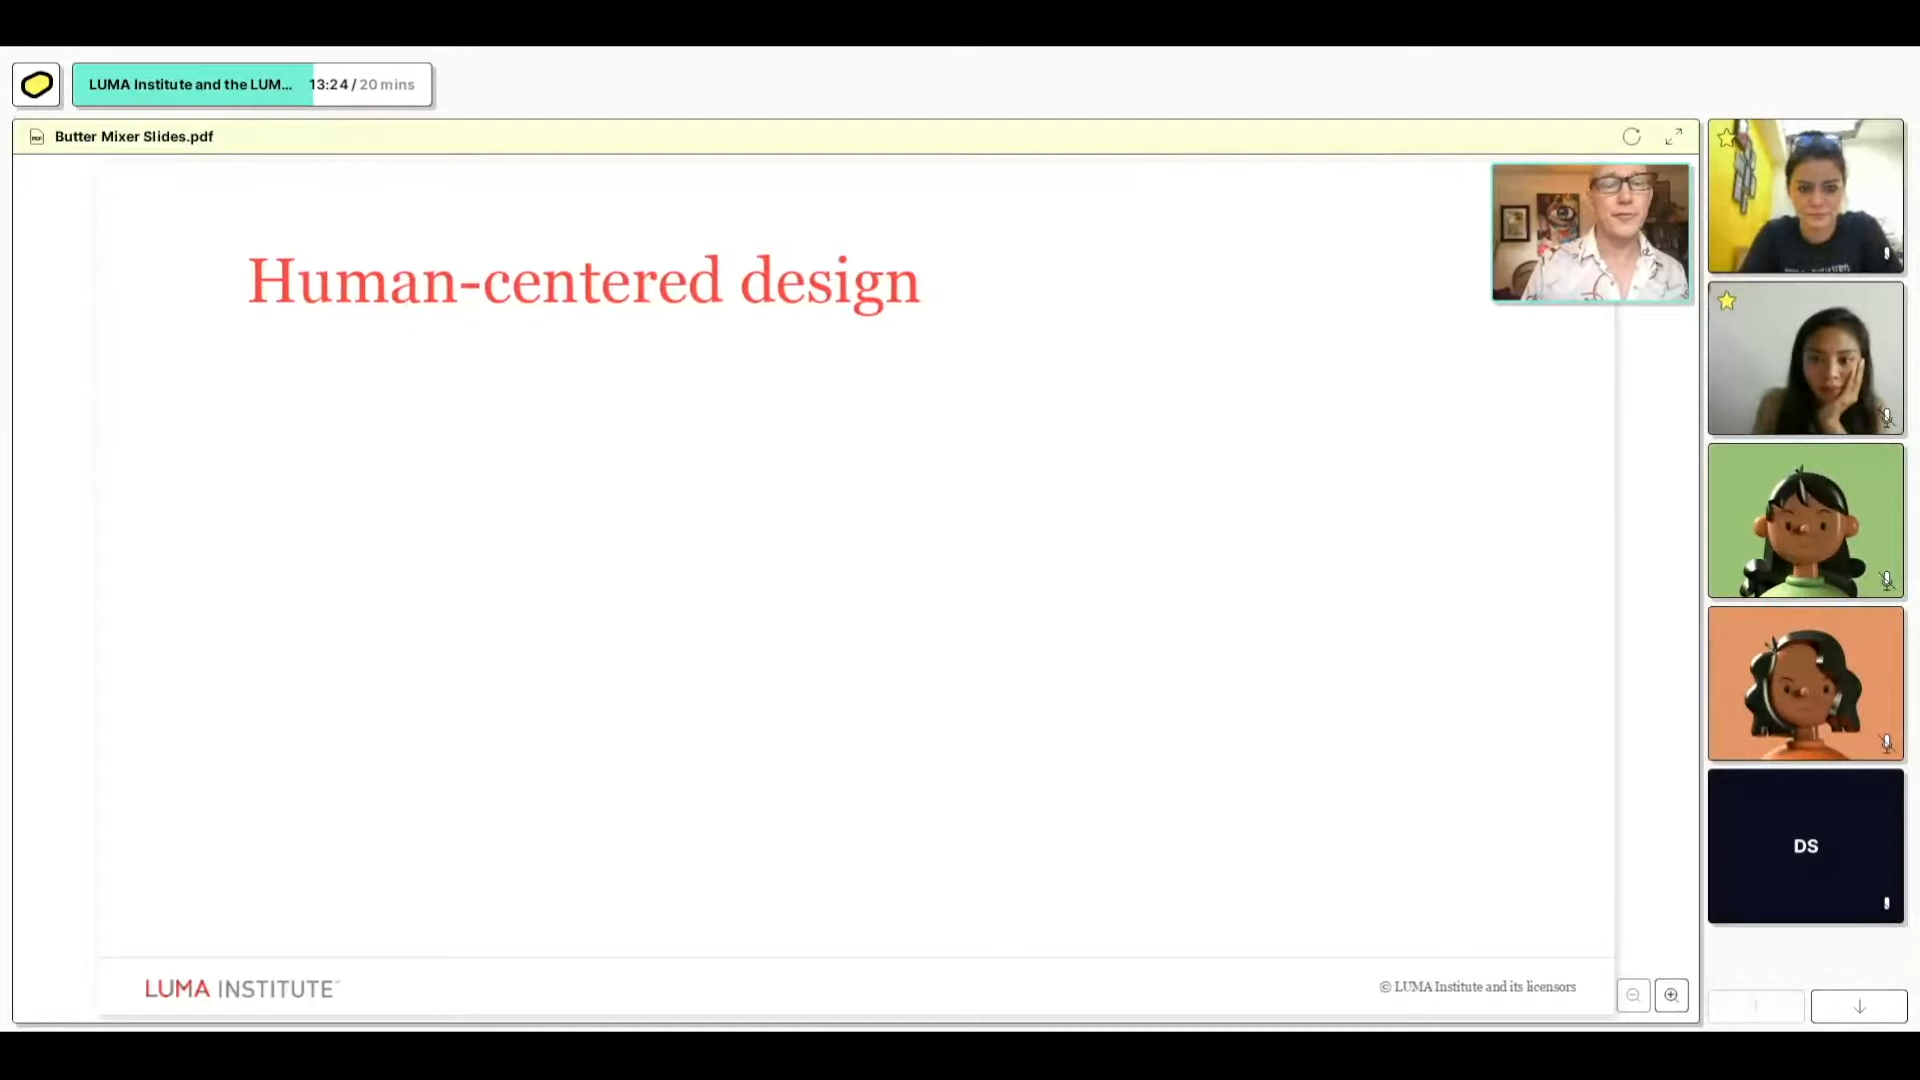 LUMA Institute and the LUM... 13:24 / 20 mins
Butter Mixer Slides.pdf
Human-centered design
LUMA INSTITUTE
© LUMA Institute and its licensors
DS